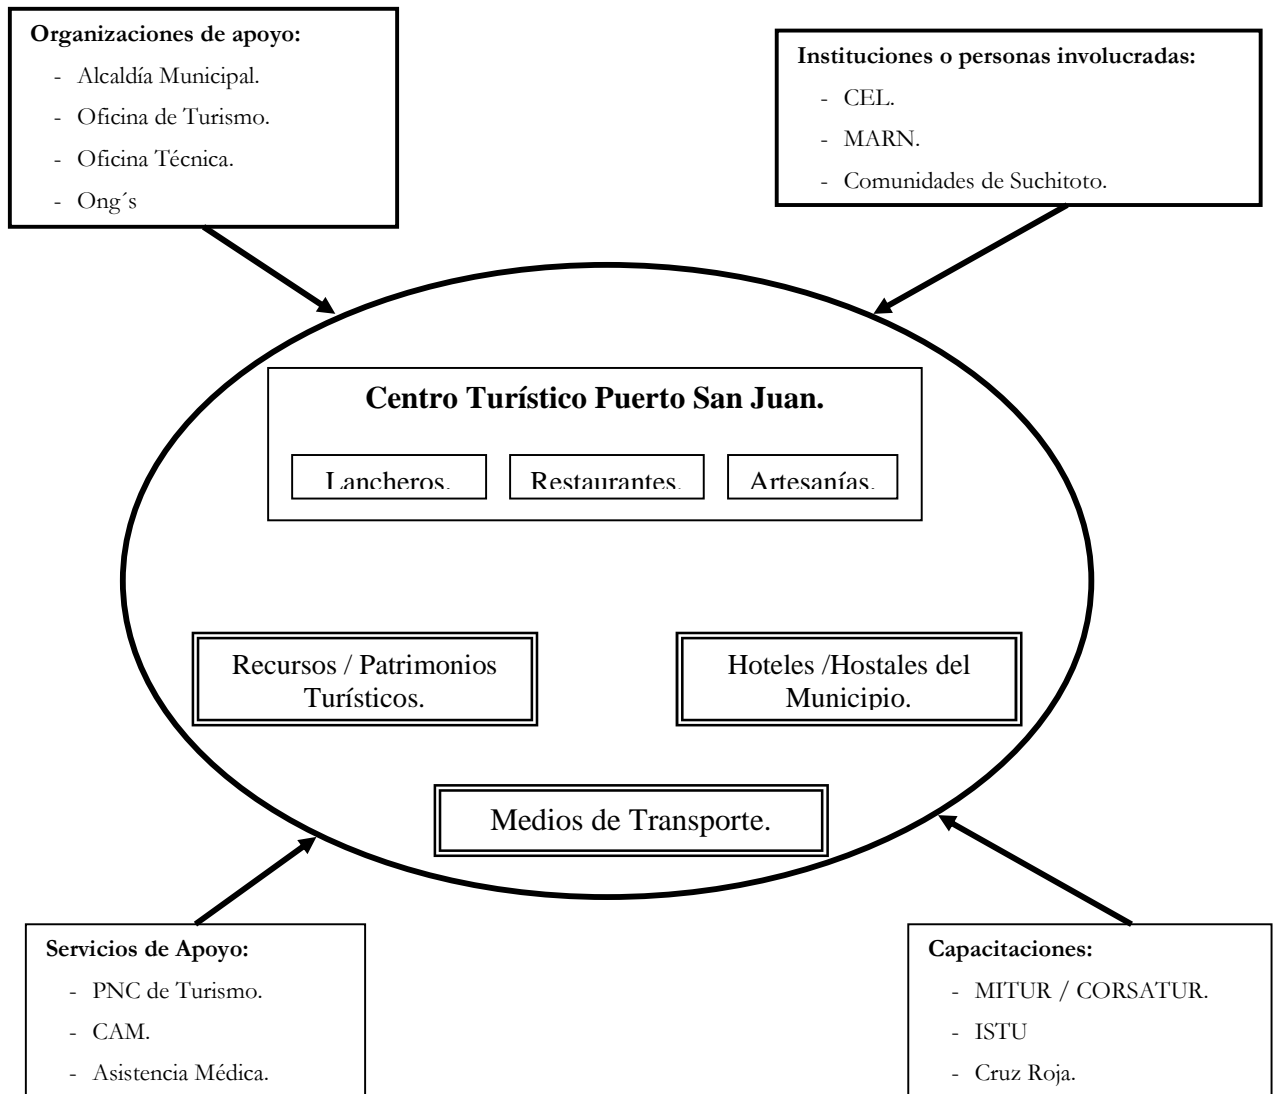 Organizaciones de apoyo:
- Alcaldía Municipal.
- Oficina de Turismo.
- Oficina Técnica.
- Ong´s
Instituciones o personas involucradas:
- CEL.
- MARN.
- Comunidades de Suchitoto.
Centro Turístico Puerto San Juan.
Lancheros.
Restaurantes.
Artesanías.
Recursos / Patrimonios
Turísticos.
Hoteles /Hostales del
Municipio.
Medios de Transporte.
Servicios de Apoyo:
- PNC de Turismo.
- CAM.
- Asistencia Médica.
Capacitaciones:
- MITUR / CORSATUR.
- ISTU
- Cruz Roja.